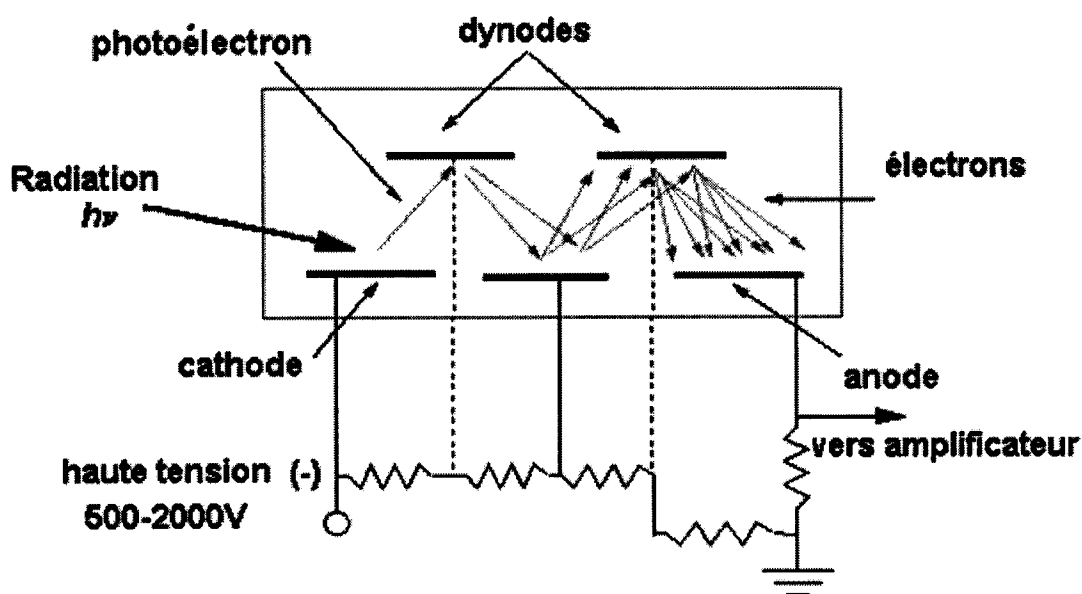 dynodes
photoélectron
Radiation
hν
électrons
cathode
anode
vers amplificateur
haute tension (-)
500-2000V